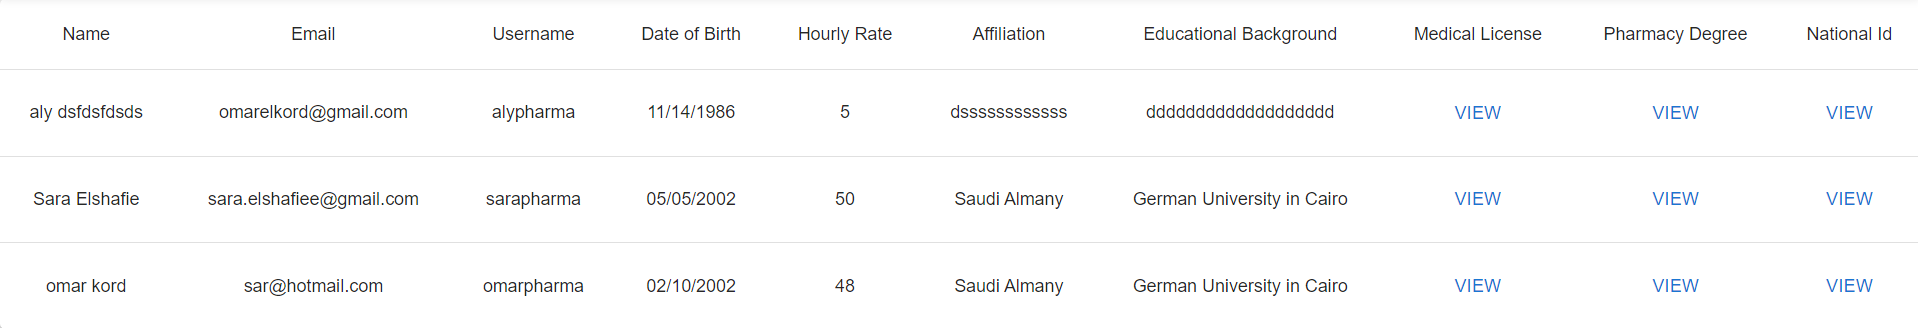 Name Email Username Date of Birth Hourly Rate Affiliation Educational Background Medical License Pharmacy Degree National Id
aly dsfdsfdsds omarelkord@gmail.com alypharma 11/14/1986 5 dssssssssssss ddddddddddddddddddd VIEW VIEW VIEW
Sara Elshafie sara.elshafiee@gmail.com sarapharma 05/05/2002 50 Saudi Almany German University in Cairo VIEW VIEW VIEW
omar kord sar@hotmail.com omarpharma 02/10/2002 48 Saudi Almany German University in Cairo VIEW VIEW VIEW